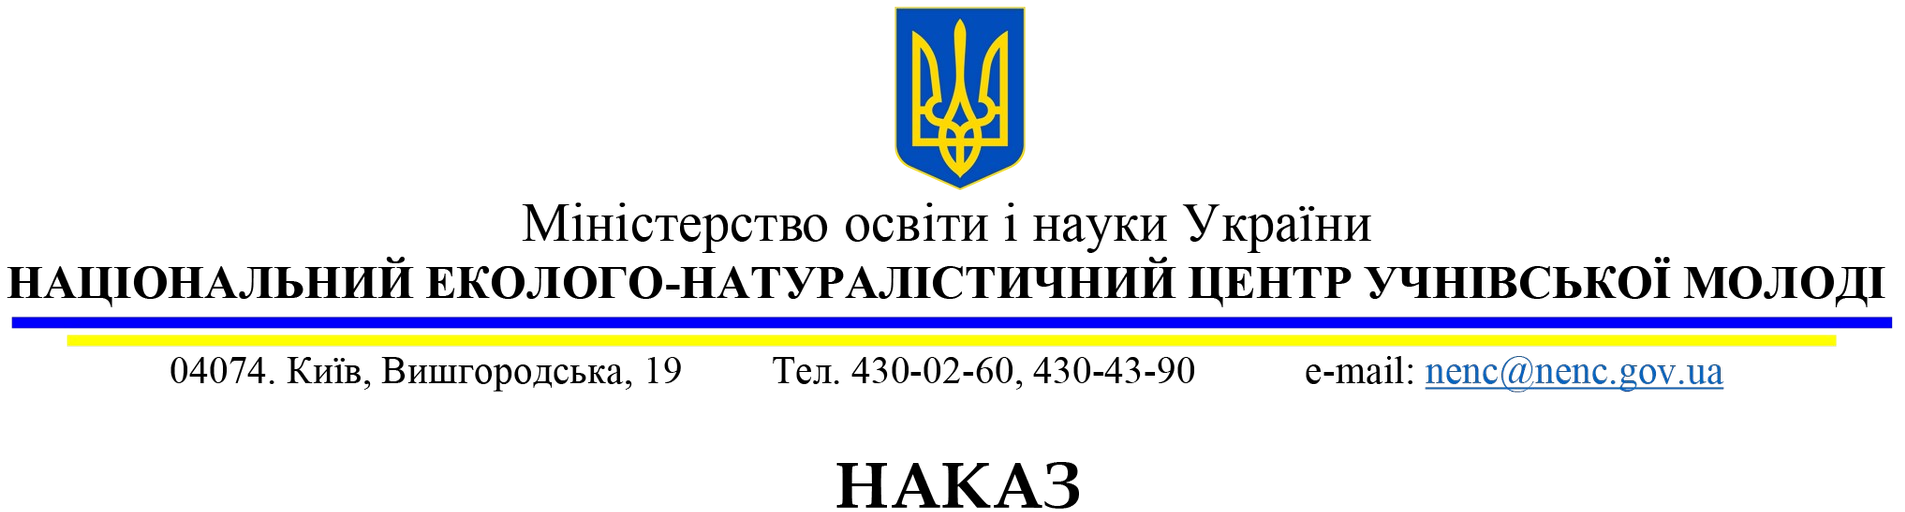 Міністерство освіти і науки України
НАЦІОНАЛЬНИЙ ЕКОЛОГО-НАТУРАЛІСТИЧНИЙ ЦЕНТР УЧНІВСЬКОЇ МОЛОДІ
04074. Київ, Вишгородська, 19 Тел. 430-02-60, 430-43-90 e-mail: nenc@nenc.gov.ua
НАКАЗ